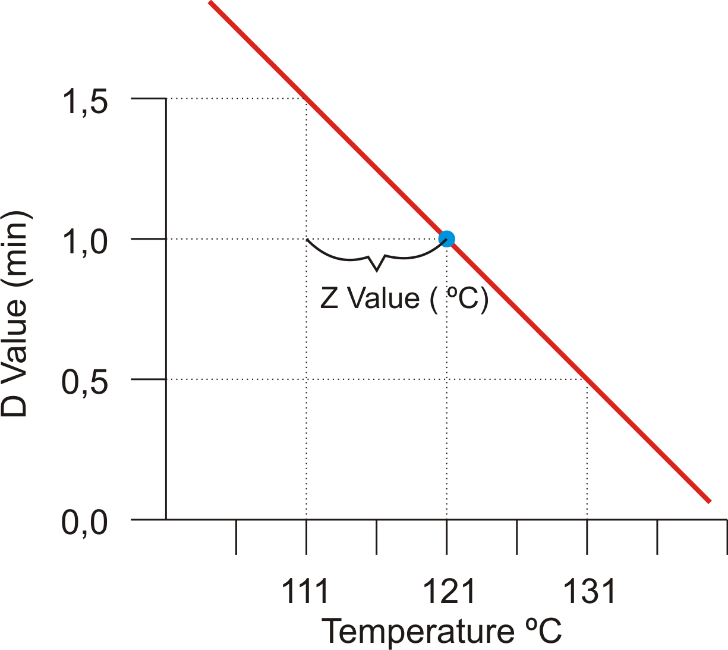 1,5
1,0
0,5
0,0
D Value (min)
Z Value ( ºC)
111 121 131
Temperature ºC